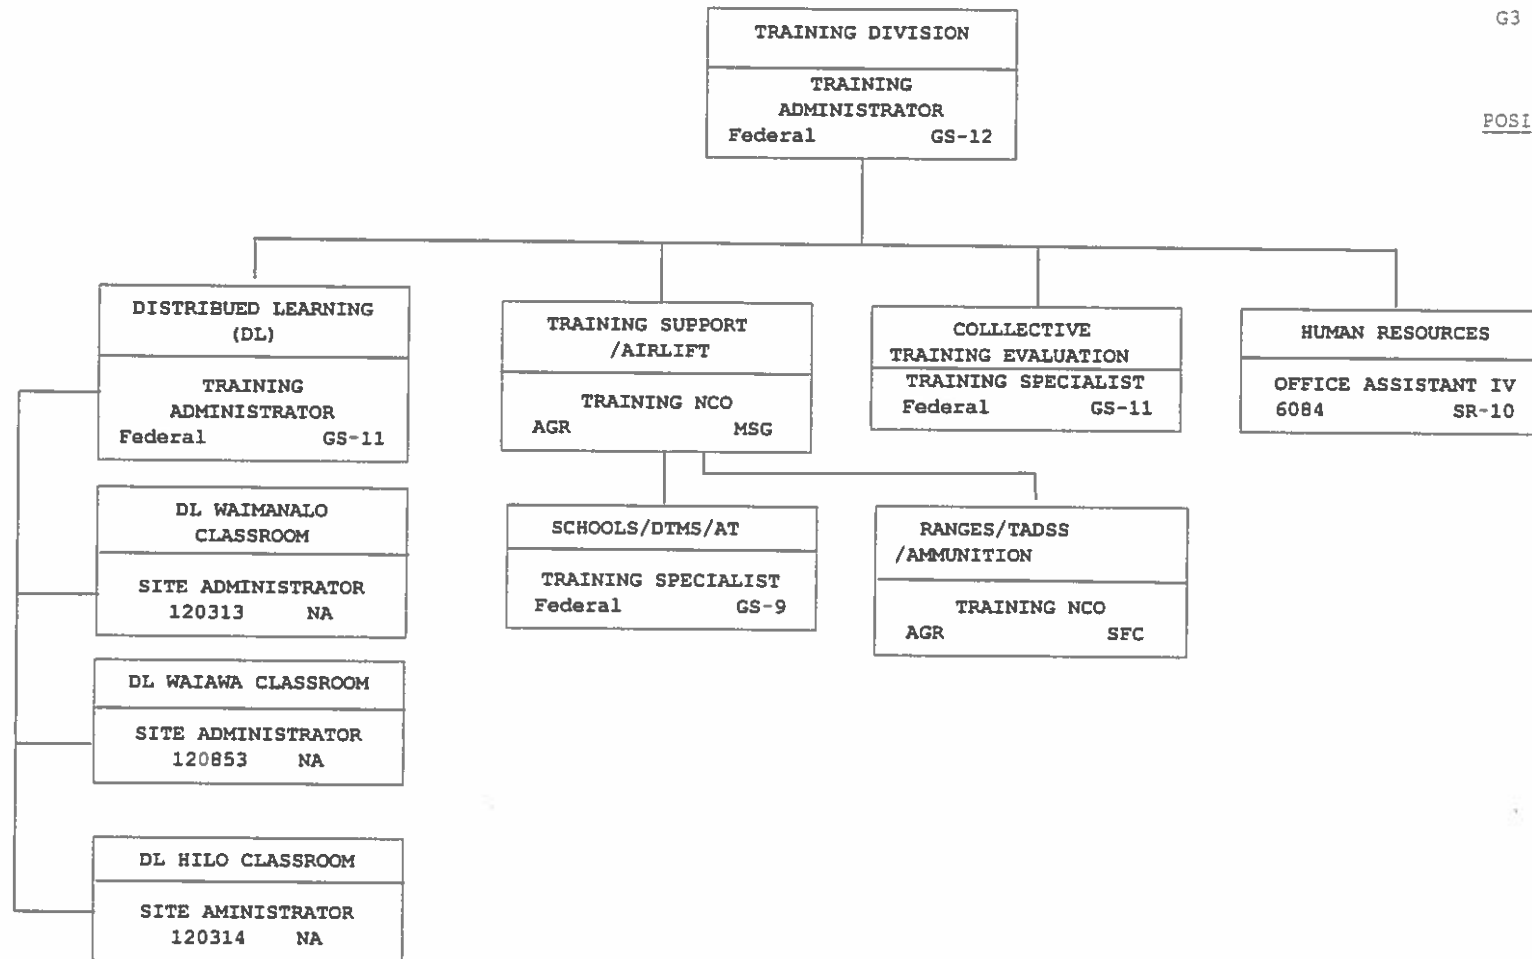 G3
TRAINING DIVISION
TRAINING
ADMINISTRATOR
Federal GS-12
POSI
DISTRIBUED LEARNING
(DL)
TRAINING
ADMINISTRATOR
Federal GS-11
TRAINING SUPPORT
/AIRLIFT
TRAINING NCO
AGR MSG
COLLLECTIVE
TRAINING EVALUATION
TRAINING SPECIALIST
Federal GS-11
HUMAN RESOURCES
OFFICE ASSISTANT IV
6084 SR-10
DL WAIMANALO
CLASSROOM
SITE ADMINISTRATOR
120313 NA
SCHOOLS/DTMS/AT
TRAINING SPECIALIST
Federal GS-9
RANGES/TADSS
/AMMUNITION
TRAINING NCO
AGR SFC
DL WAIAWA CLASSROOM
SITE ADMINISTRATOR
120853 NA
DL HILO CLASSROOM
SITE AMINISTRATOR
120314 NA